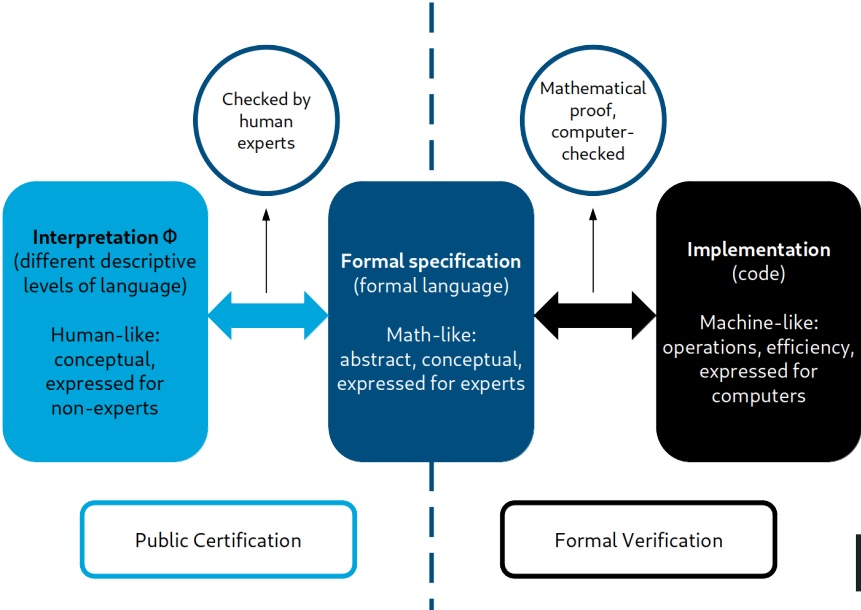 Checked by
human
experts
Mathematical
proof,
computer-
checked
Interpretation Φ
(different descriptive
levels of language)
Human-like:
conceptual,
expressed for
non-experts
Formal specification
(formal language)
Math-like:
abstract, conceptual,
expressed for experts
Implementation
(code)
Machine-like:
operations, efficiency,
expressed for
computers
Public Certification
Formal Verification